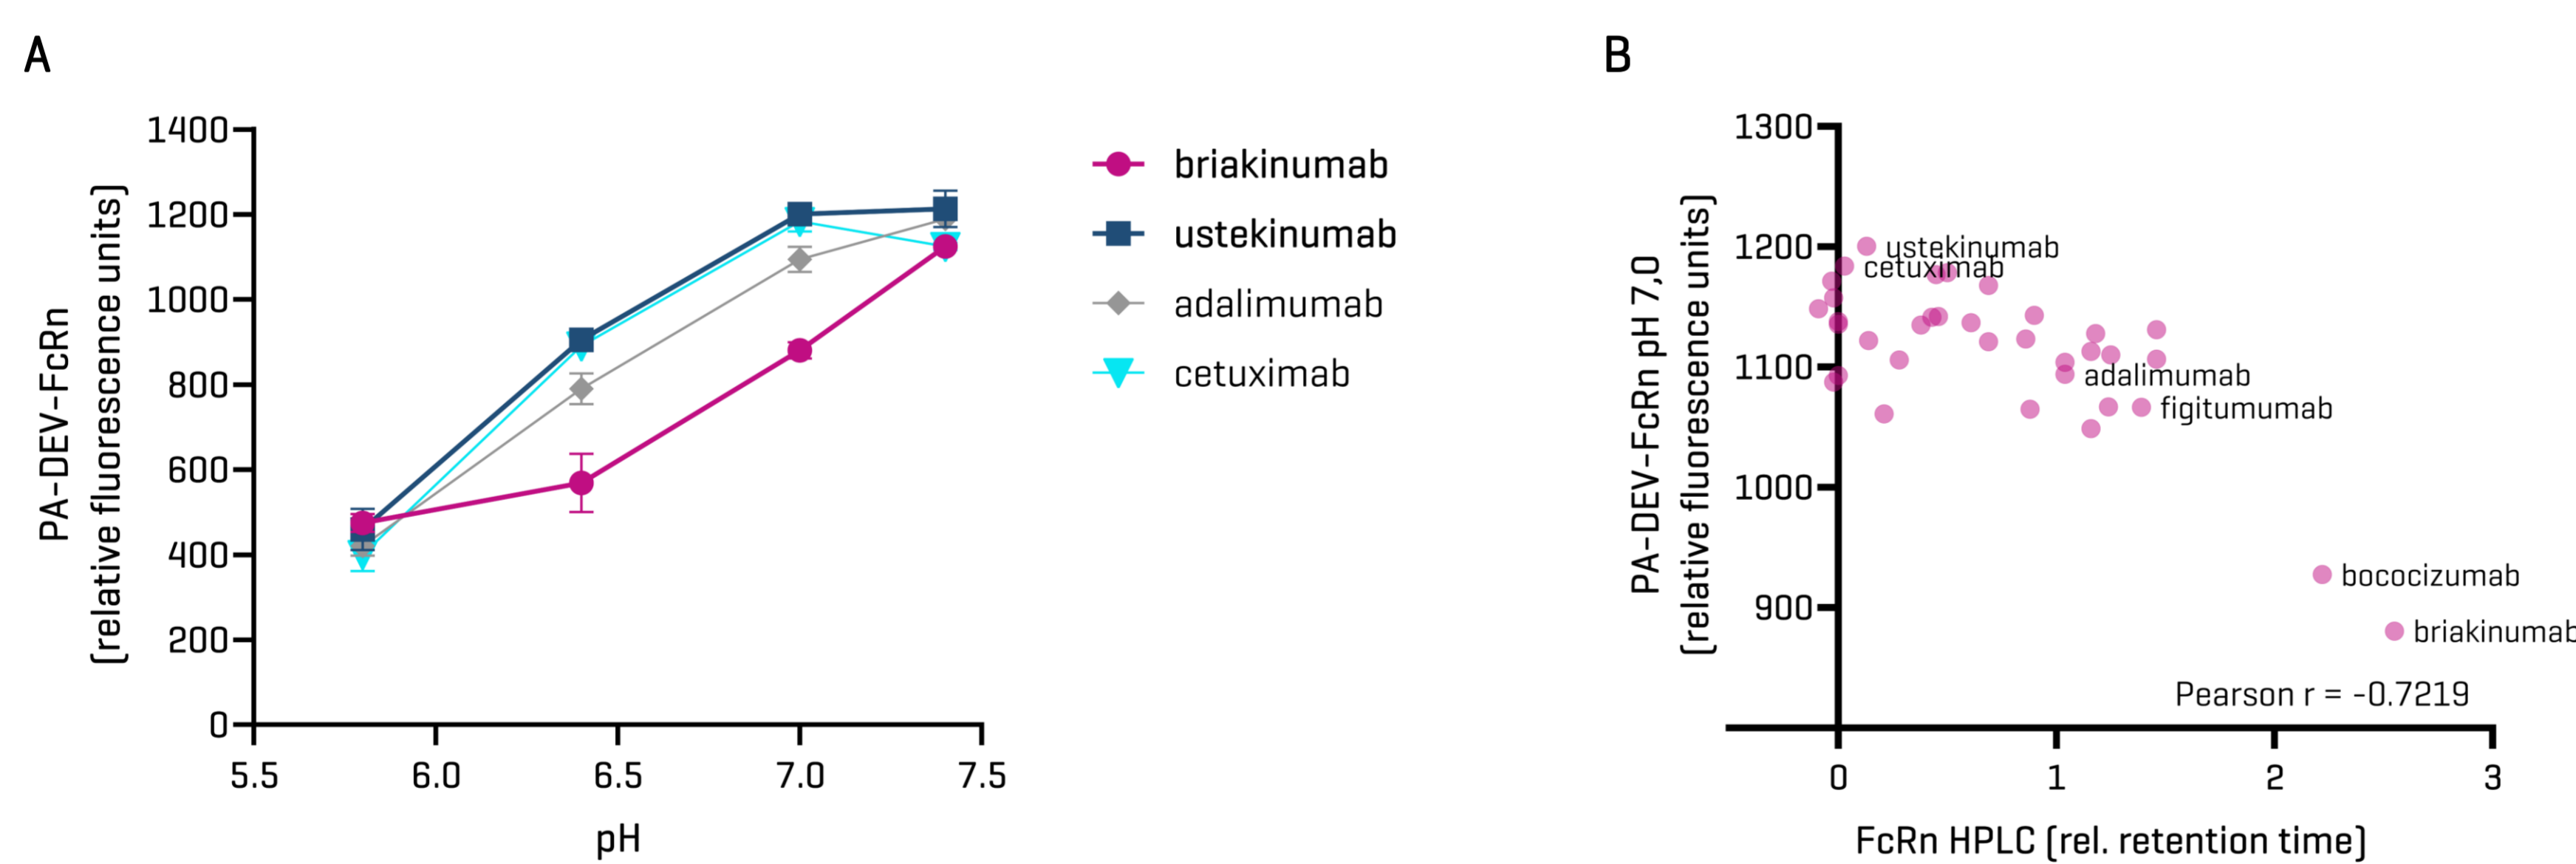 A
PA-DEV-FcRn
(relative fluorescence units)
1400
1200
1000
800
600
400
200
0
5.5
6.0
6.5
7.0
7.5
pH
briakinumab
ustekinumab
adalimumab
cetuximab
B
PA-DEV-FcRn pH 7,0
(relative fluorescence units)
1300
1200
1100
1000
900
ustekinumab
cetuximab
adalimumab
figitumumab
bococizumab
briakinumab
Pearson r = -0.7219
0
1
2
3
FcRn HPLC (rel. retention time)